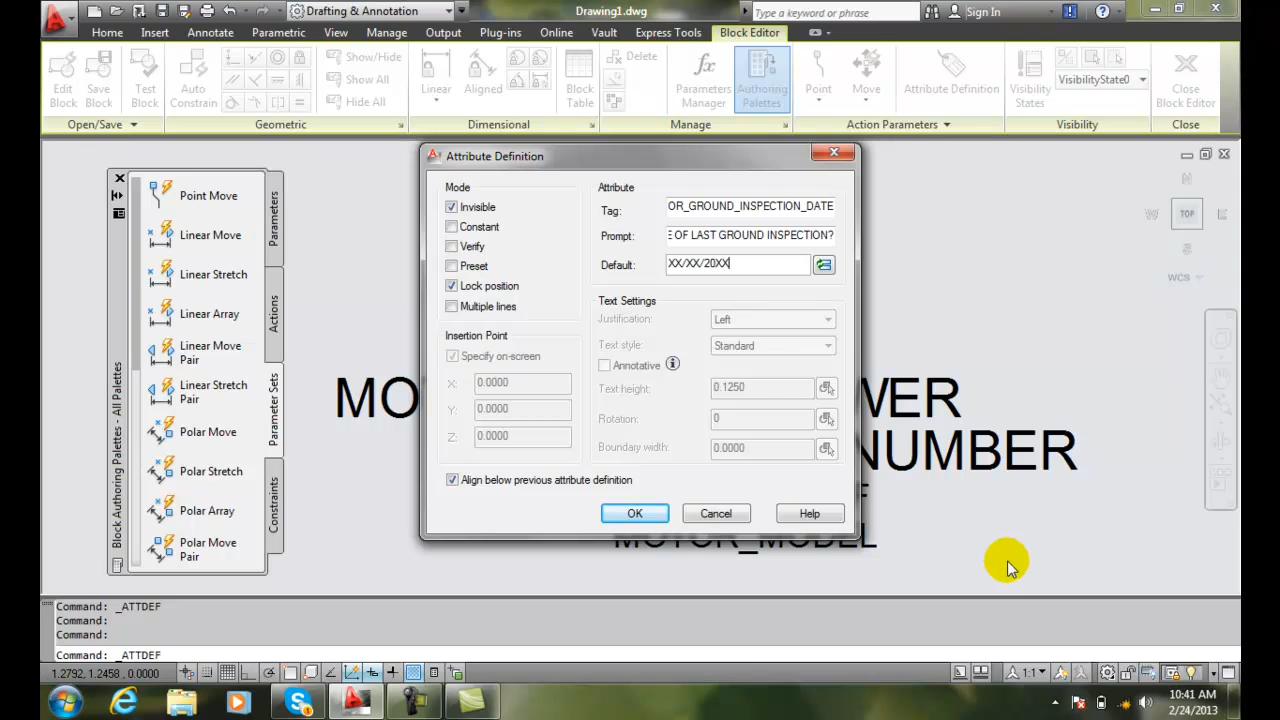 Drafting & Annotation
Drawing1.dwg
Type a keyword or phrase
Sign In
Home Insert Annotate Parametric View Manage Output Plug-ins Online Vault Express Tools Block Editor
Edit Block
Save Block
Test Block
Auto Constrain
Show/Hide
Show All
Hide All
Linear
Aligned
Block Table
Delete
Parameters Manager
Authoring Palettes
Point
Move
Attribute Definition
Visibility States
VisibilityState0
Close Block Editor
Open/Save
Geometric
Dimensional
Manage
Action Parameters
Visibility
Close
Block Authoring Palettes - All Palettes
Point Move
Linear Move
Linear Stretch
Linear Array
Linear Move Pair
Linear Stretch Pair
Polar Move
Polar Stretch
Polar Array
Polar Move Pair
Parameters
Actions
Parameter Sets
Constraints
Attribute Definition
Mode
Invisible
Constant
Verify
Preset
Lock position
Multiple lines
Insertion Point
Specify on-screen
X: 0.0000
Y: 0.0000
Z: 0.0000
Align below previous attribute definition
Attribute
Tag: OR_GROUND_INSPECTION_DATE
Prompt: E OF LAST GROUND INSPECTION?
Default: XX/XX/20XX
Text Settings
Justification: Left
Text style: Standard
Annotative
Text height: 0.1250
Rotation: 0
Boundary width: 0.0000
OK
Cancel
Help
MO
WER
NUMBER
MOTOR_MODEL
TOP
WCS
Command: _ATTDEF
Command:
Command:
Command: _ATTDEF
1.2792, 1.2458 , 0.0000
1:1
10:41 AM
2/24/2013